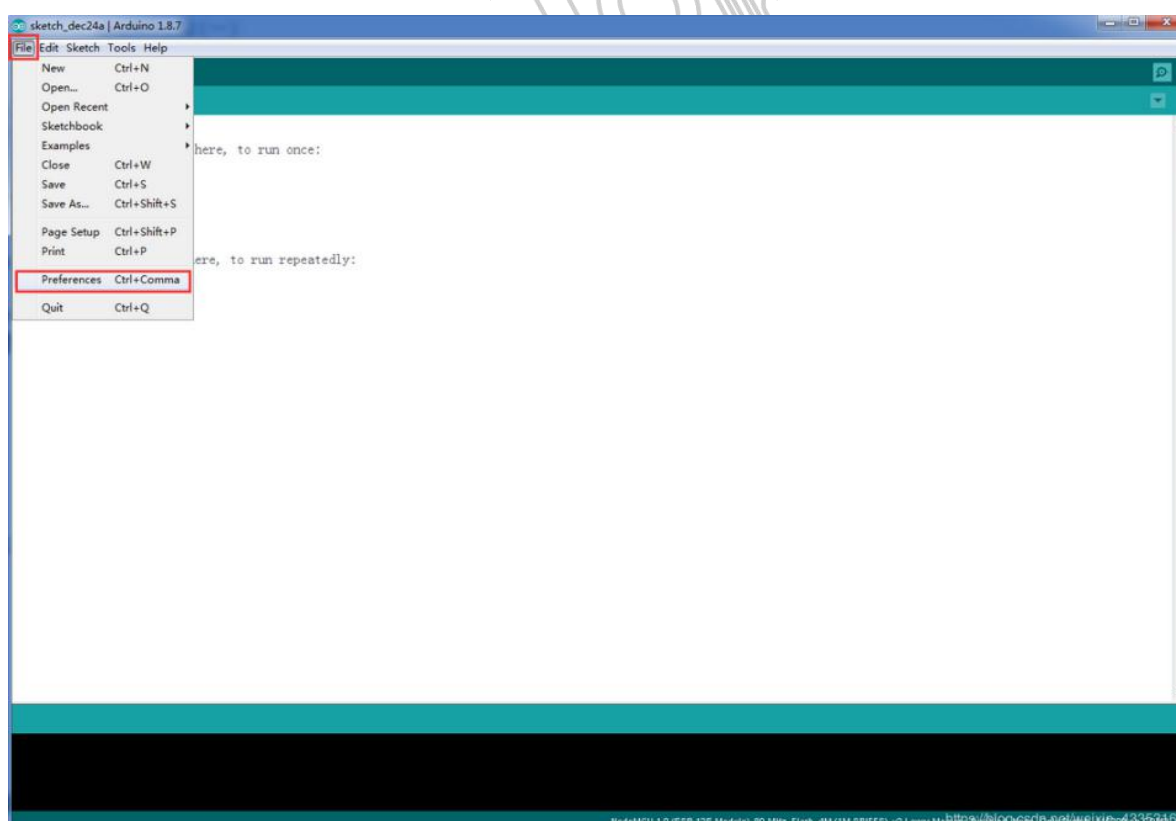 sketch_dec24a | Arduino 1.8.7
File Edit Sketch Tools Help
New Ctrl+N
Open... Ctrl+O
Open Recent
Sketchbook
Examples
Close Ctrl+W
Save Ctrl+S
Save As... Ctrl+Shift+S
Page Setup Ctrl+Shift+P
Print Ctrl+P
Preferences Ctrl+Comma
Quit Ctrl+Q
here, to run once:
ere, to run repeatedly: